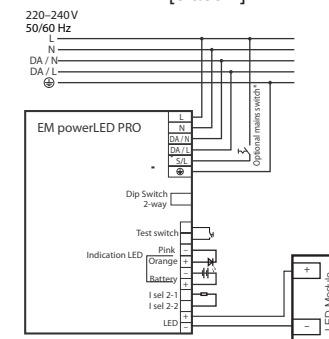 220–240 V
50/60 Hz
L
N
DA / N
DA / L
EM powerLED PRO
L
N
DA / N
DA / L
S/L
Optional mains switch*
Dip Switch
2-way
Test switch
Pink
Indication LED
Orange
Battery
I sel 2-1
I sel 2-2
LED
– 
+
–
+
+
–
+
–
LED Module